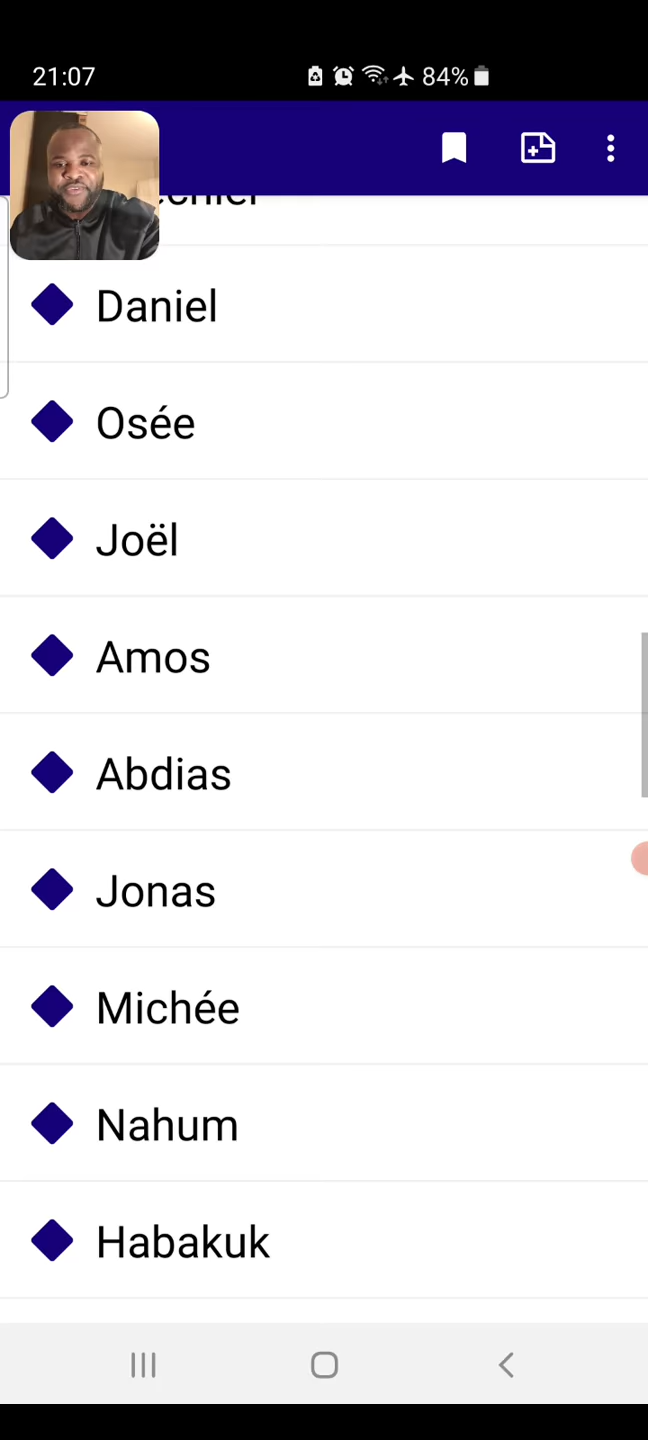 21:07
84%
Daniel
Osée
Joël
Amos
Abdias
Jonas
Michée
Nahum
Habakuk